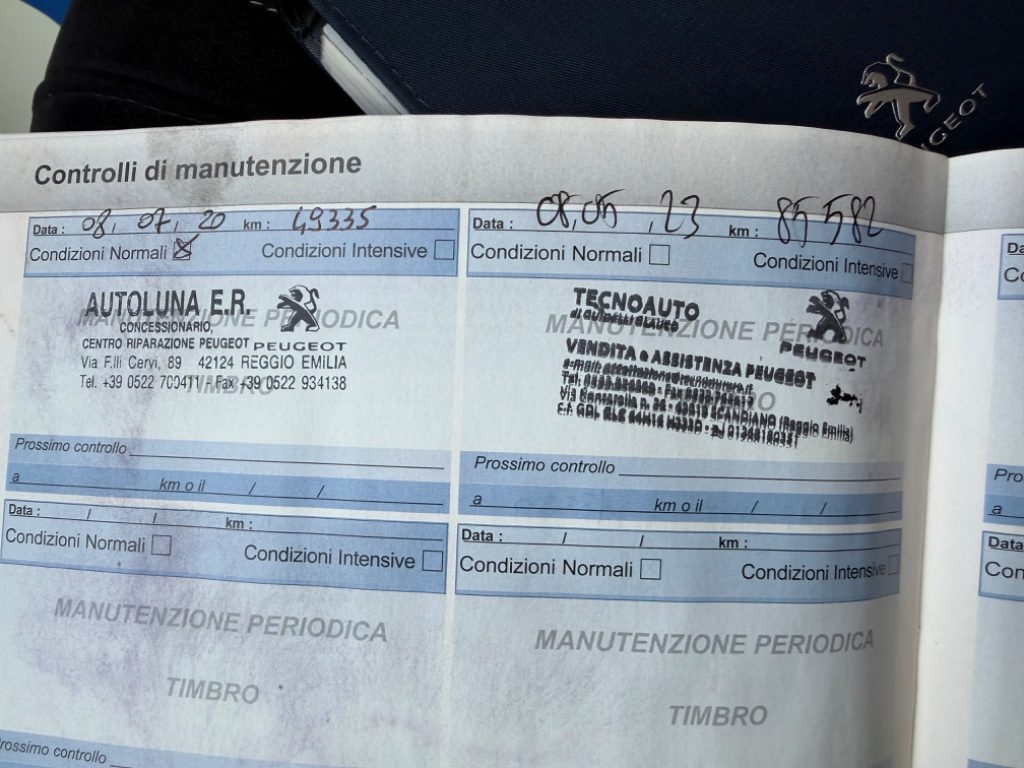 PEUGEOT
Controlli di manutenzione
Data : 08, 07, 20 km : 49335
Condizioni Normali Condizioni Intensive
MANUTENZIONE PERIODICA
TIMBRO
AUTOLUNA E.R.
CONCESSIONARIO
CENTRO RIPARAZIONE PEUGEOT PEUGEOT
Via F.lli Cervi, 89 42124 REGGIO EMILIA
Tel. +39 0522 700411 - Fax +39 0522 934138
Prossimo controllo
a km o il / /
Data : 08,05,23 km : 85582
Condizioni Normali Condizioni Intensive
MANUTENZIONE PERIODICA
TECNOAUTO
PEUGEOT
VENDITA e ASSISTENZA PEUGEOT
SCANDIANO (Reggio Emilia)
Prossimo controllo
a km o il / /
Data : / / km :
Condizioni Normali Condizioni Intensive
MANUTENZIONE PERIODICA
TIMBRO
Prossimo controllo
Data : / / km :
Condizioni Normali Condizioni Intensive
MANUTENZIONE PERIODICA
TIMBRO
a
Data